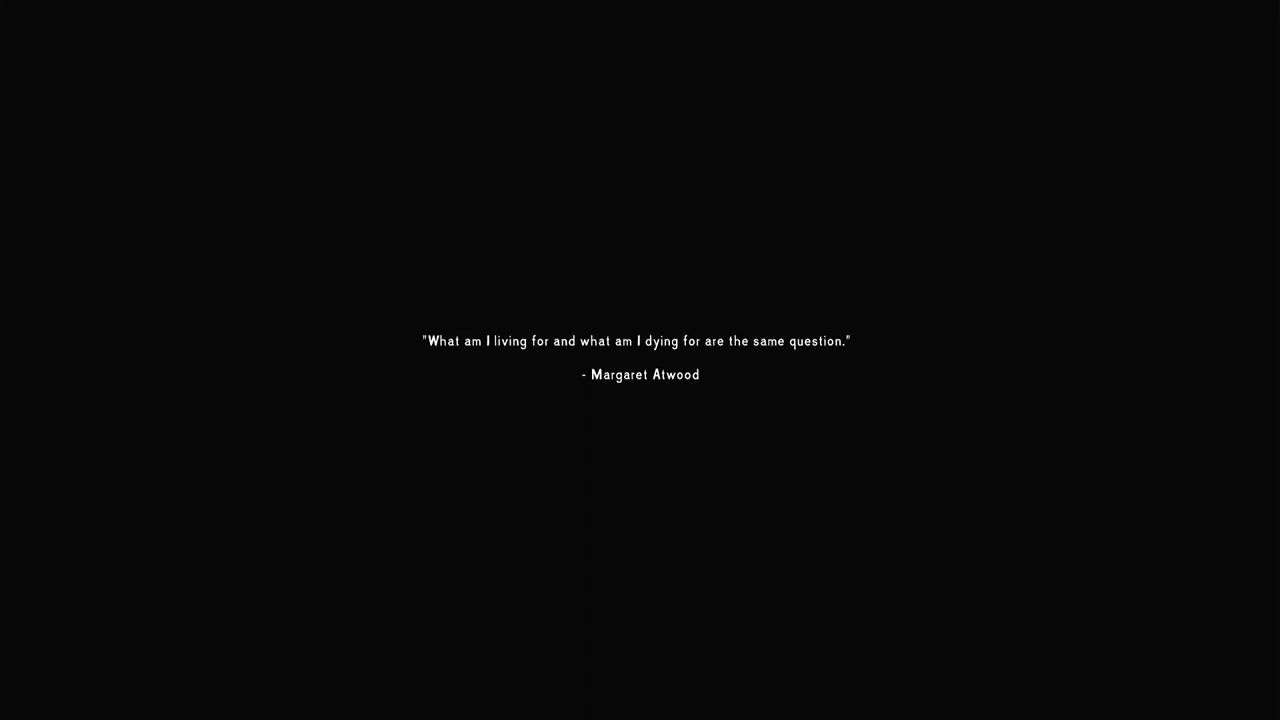 "What am I living for and what am I dying for are the same question."
- Margaret Atwood